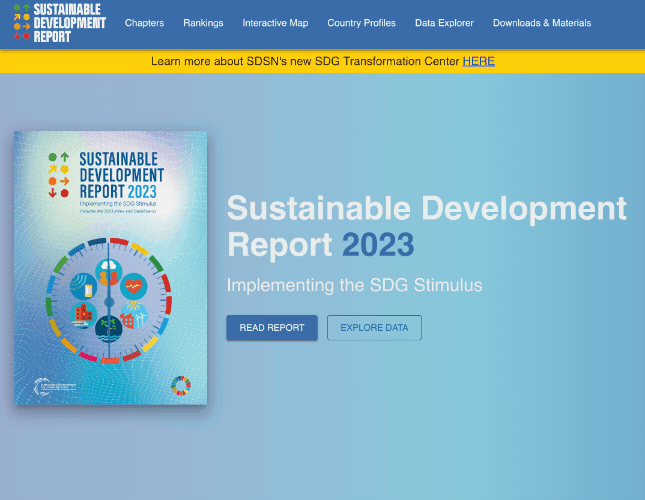 SUSTAINABLE
DEVELOPMENT
REPORT
Chapters Rankings Interactive Map Country Profiles Data Explorer Downloads & Materials
Learn more about SDSN's new SDG Transformation Center HERE
SUSTAINABLE
DEVELOPMENT
REPORT 2023
Implementing the SDG Stimulus
Includes the SDG Index and Dashboards
Sustainable Development
Report 2023
Implementing the SDG Stimulus
READ REPORT EXPLORE DATA